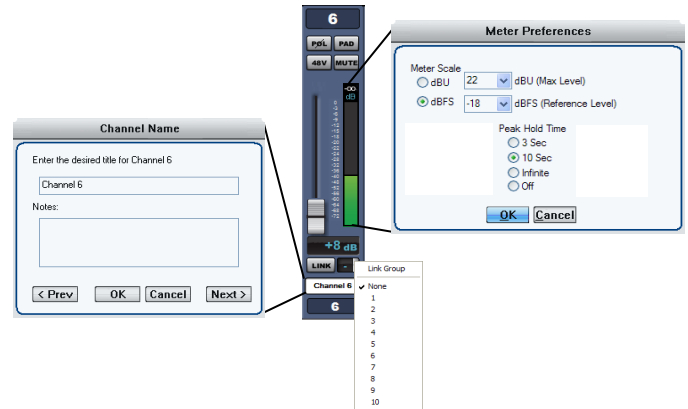 6
POL PAD
48V MUTE
-00
dB
+8 dB
LINK -
Channel 6
6
Meter Preferences
Meter Scale
dBU 22 dBU (Max Level)
dBFS -18 dBFS (Reference Level)
Peak Hold Time
3 Sec
10 Sec
Infinite
Off
OK Cancel
Channel Name
Enter the desired title for Channel 6
Channel 6
Notes:
< Prev OK Cancel Next >
Link Group
None
1
2
3
4
5
6
7
8
9
10